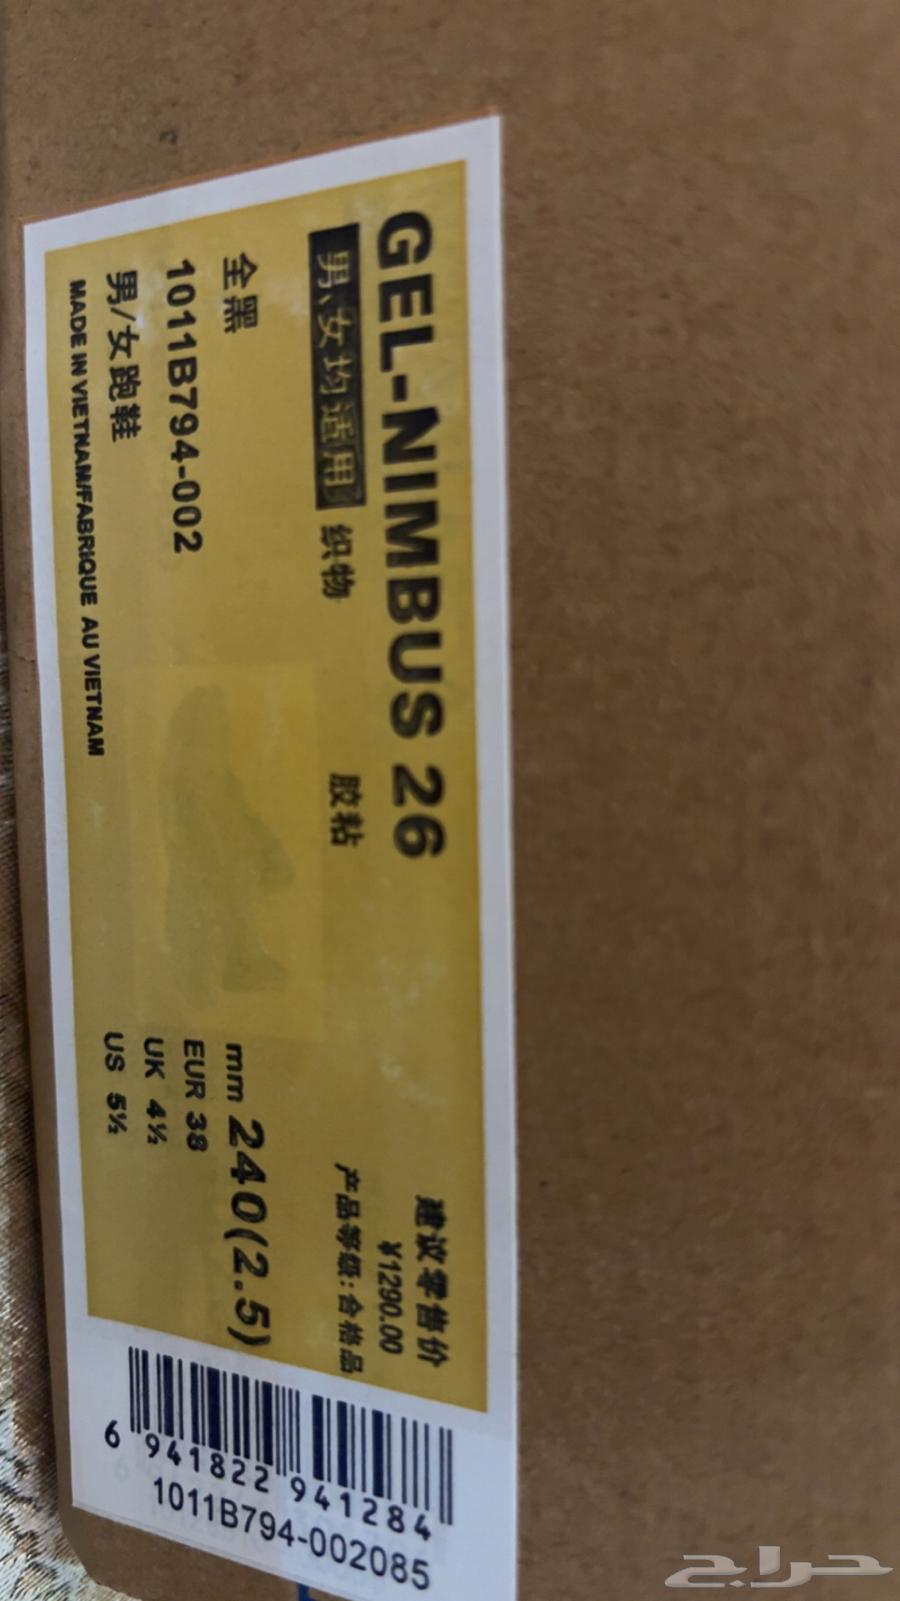 GEL-NIMBUS 26
建议零售价
¥1290.00
男、女均适用 织物 胶粘 产品等级:合格品
全黑
1011B794-002
男/女跑鞋
MADE IN VIETNAM/FABRIQUE AU VIETNAM
mm 240(2.5)
EUR 38
UK 4½
US 5½
6 941822 941284
1011B794-002085
حراج